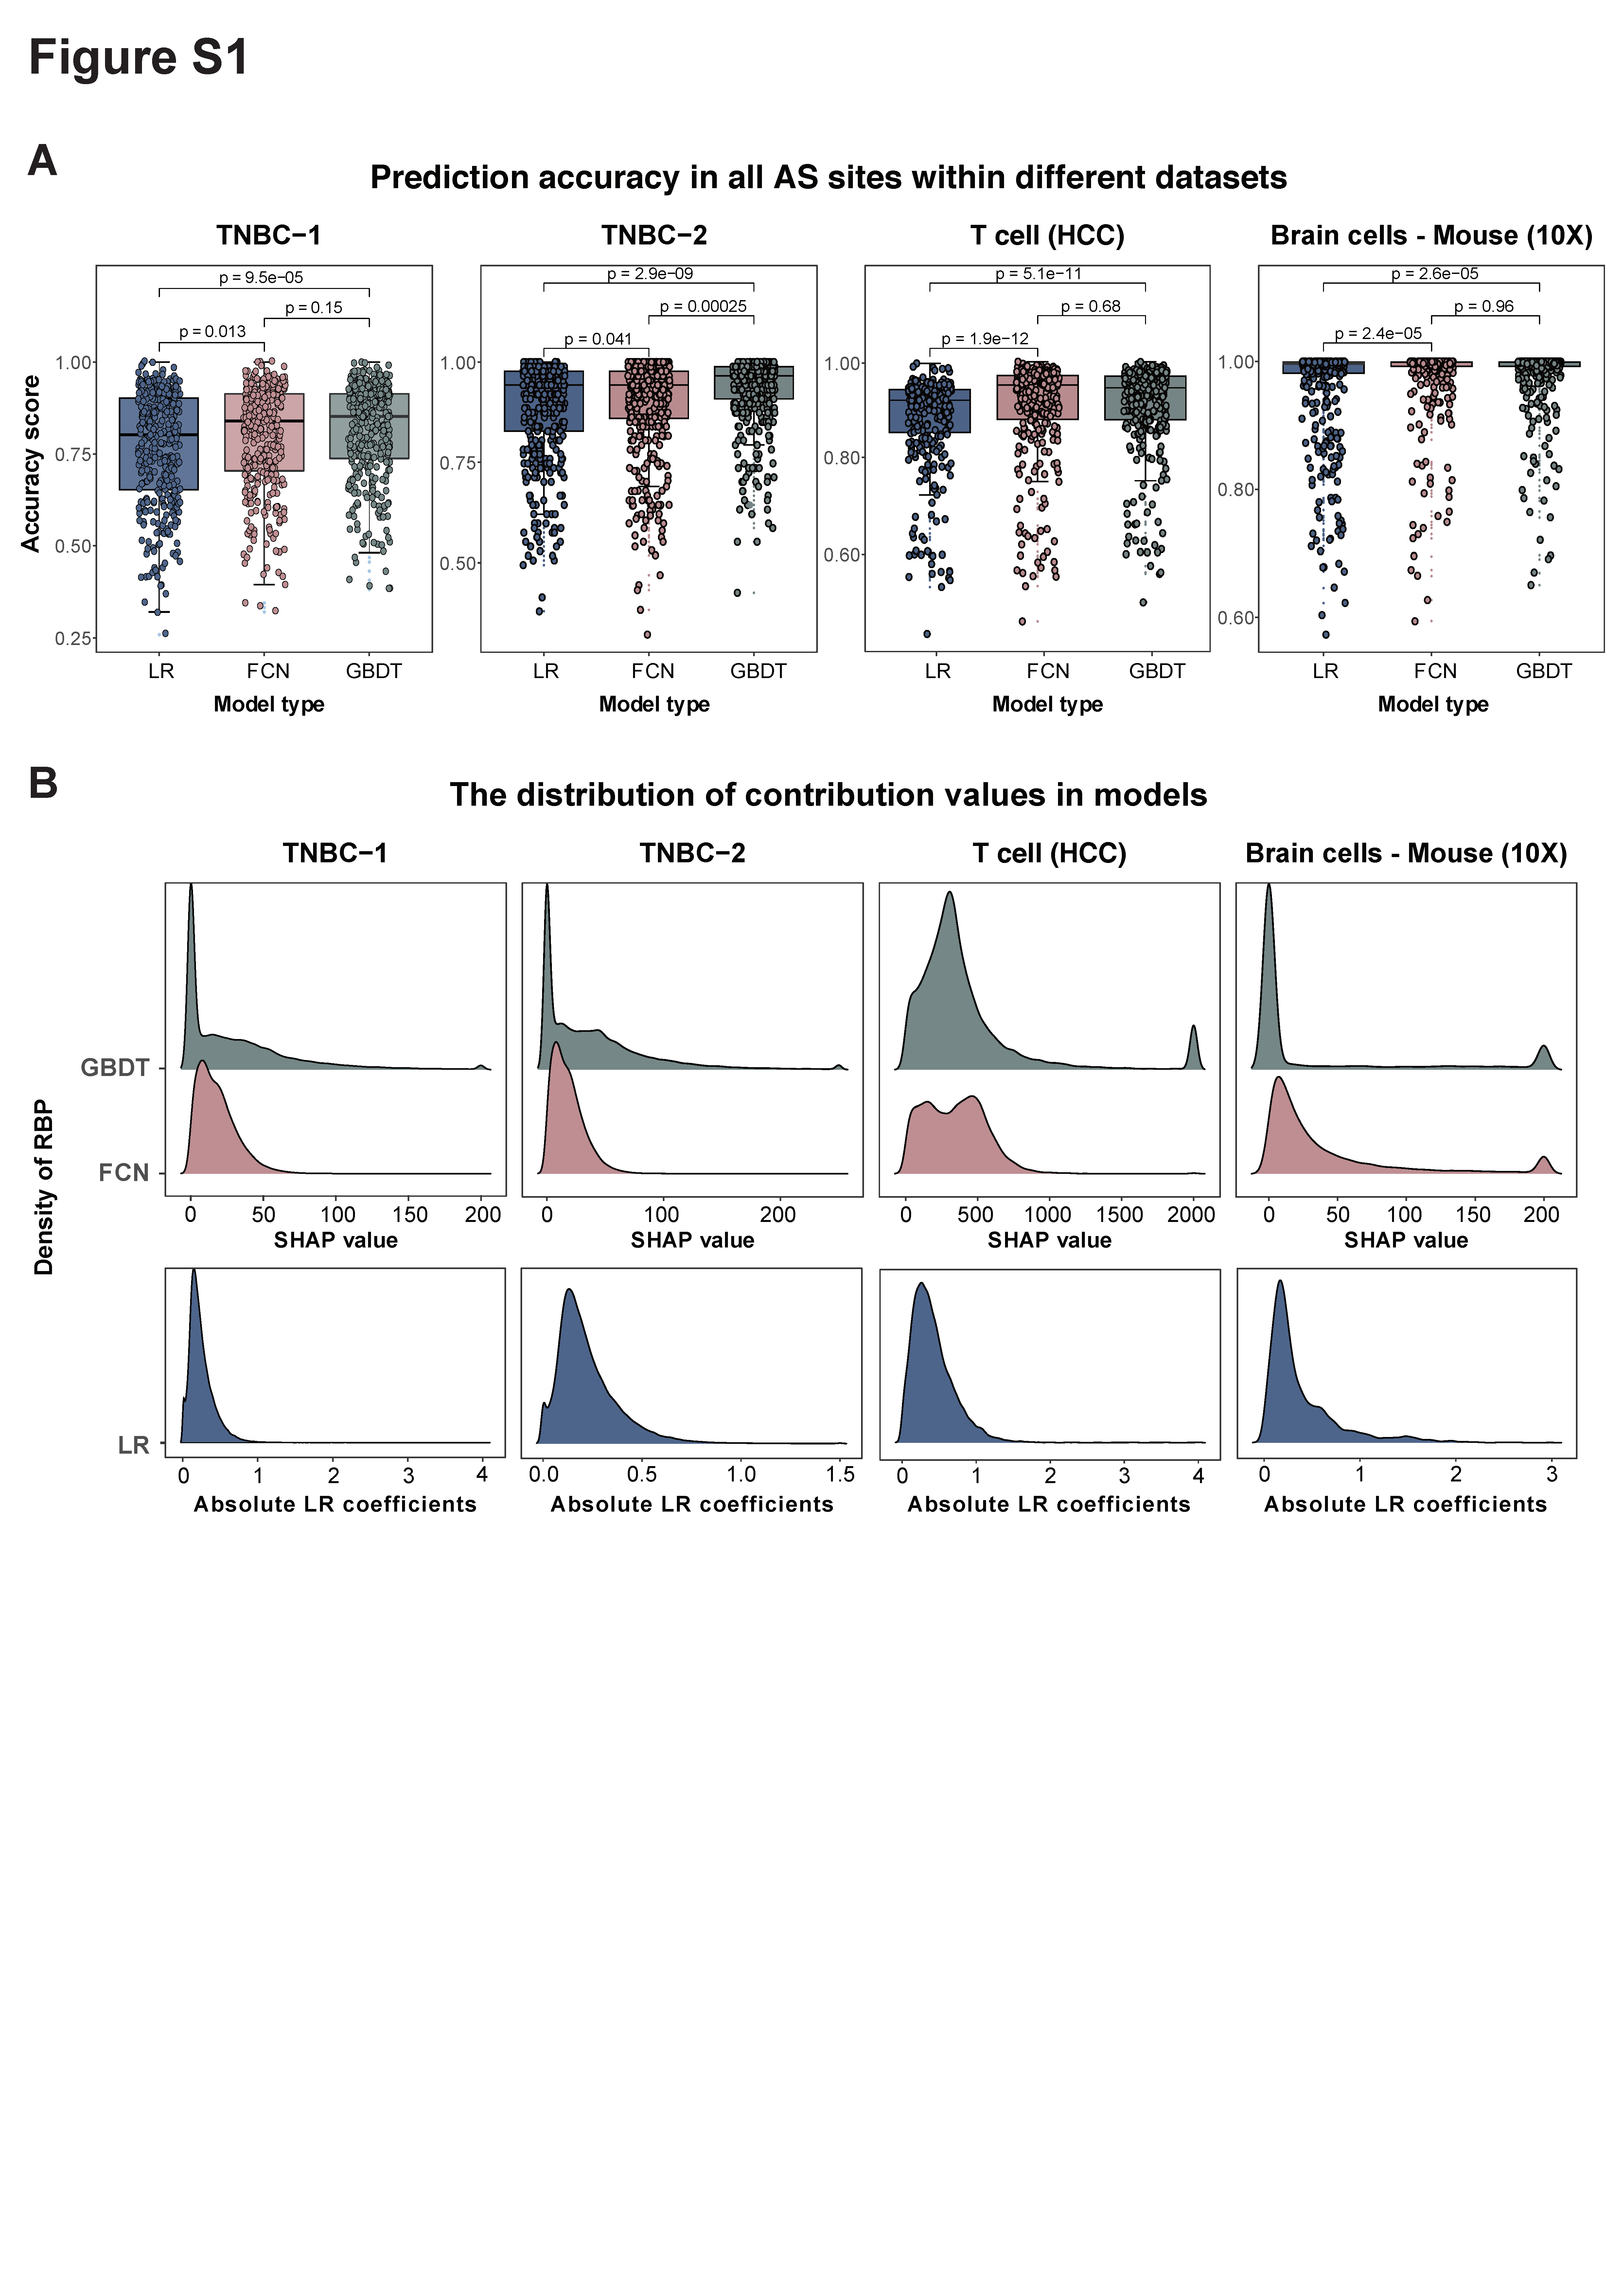 Figure S1
A
Prediction accuracy in all AS sites within different datasets
TNBC−1
TNBC−2
T cell (HCC)
Brain cells - Mouse (10X)
Accuracy score
p = 9.5e−05
p = 0.15
p = 0.013
1.00
0.75
0.50
0.25
LR
FCN
GBDT
Model type
p = 2.9e−09
p = 0.00025
p = 0.041
1.00
0.75
0.50
LR
FCN
GBDT
Model type
p = 5.1e−11
p = 0.68
p = 1.9e−12
1.00
0.80
0.60
LR
FCN
GBDT
Model type
p = 2.6e−05
p = 0.96
p = 2.4e−05
1.00
0.80
0.60
LR
FCN
GBDT
Model type
B
The distribution of contribution values in models
TNBC−1
TNBC−2
T cell (HCC)
Brain cells - Mouse (10X)
Density of RBP
GBDT
FCN
0 50 100 150 200
SHAP value
0 100 200
SHAP value
0 500 1000 1500 2000
SHAP value
0 50 100 150 200
SHAP value
LR
0 1 2 3 4
Absolute LR coefficients
0.0 0.5 1.0 1.5
Absolute LR coefficients
0 1 2 3 4
Absolute LR coefficients
0 1 2 3
Absolute LR coefficients